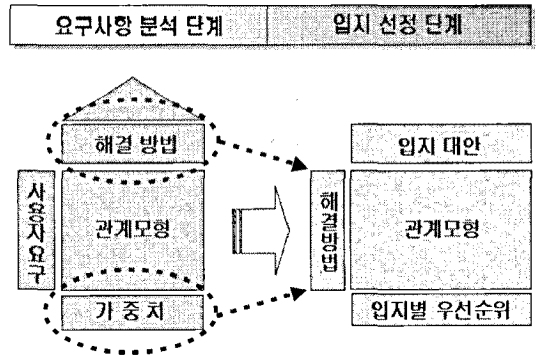 요구사항 분석 단계
입지 선정 단계
해결 방법
사용자요구
관계모형
가 중 치
입지 대안
해결방법
관계모형
입지별 우선순위